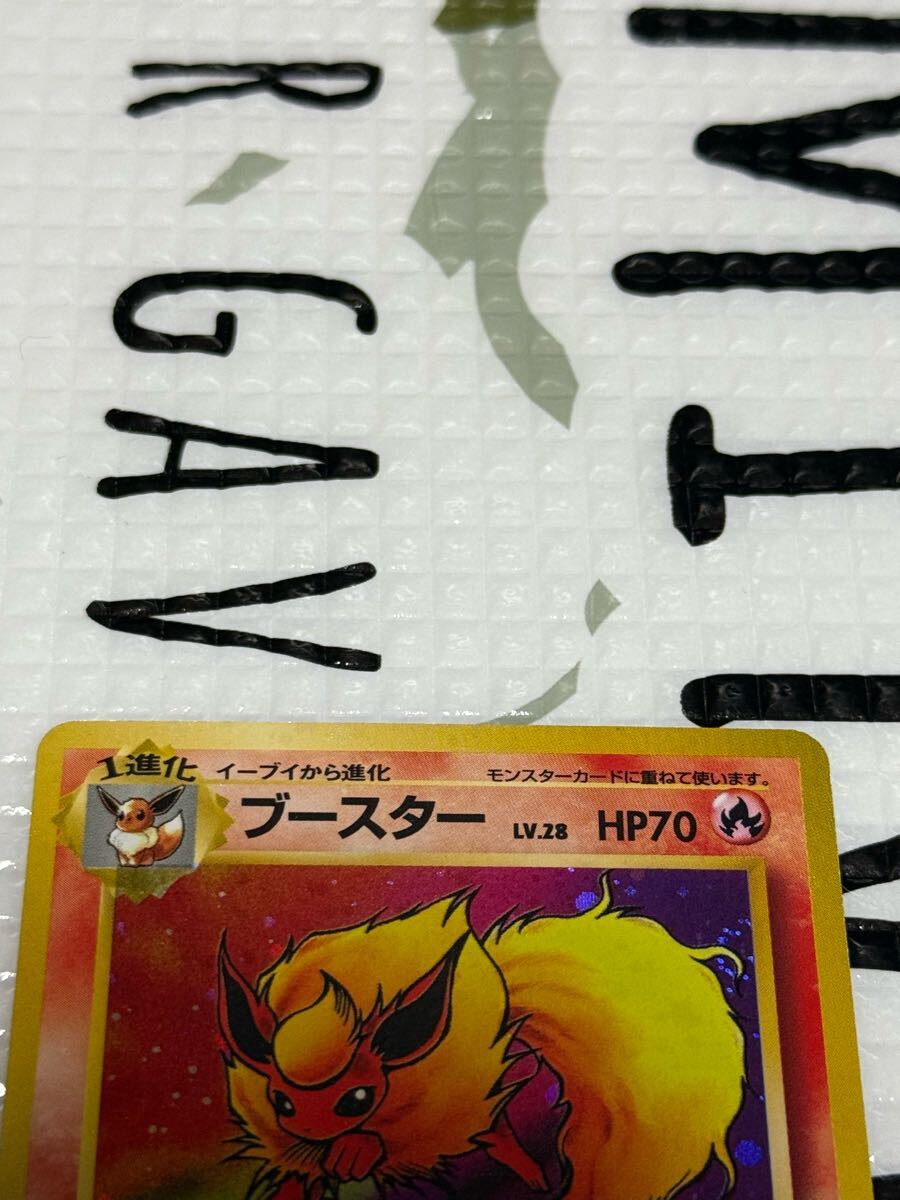 R GAV
1進化
イーブイから進化
モンスターカードに重ねて使います。
ブースター
LV.28
HP70